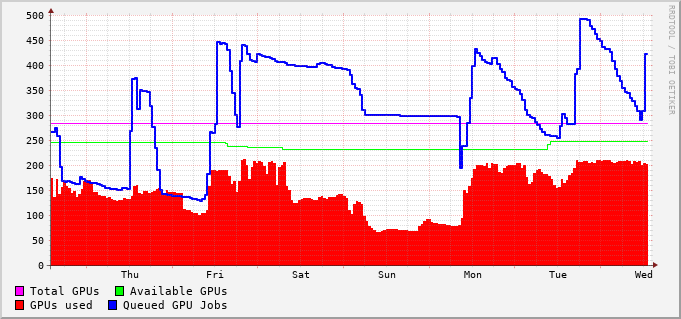 500
450
400
350
300
250
200
150
100
50
0
Thu Fri Sat Sun Mon Tue Wed
Total GPUs Available GPUs
GPUs used Queued GPU Jobs
RRDTOOL / TOBI OETIKER